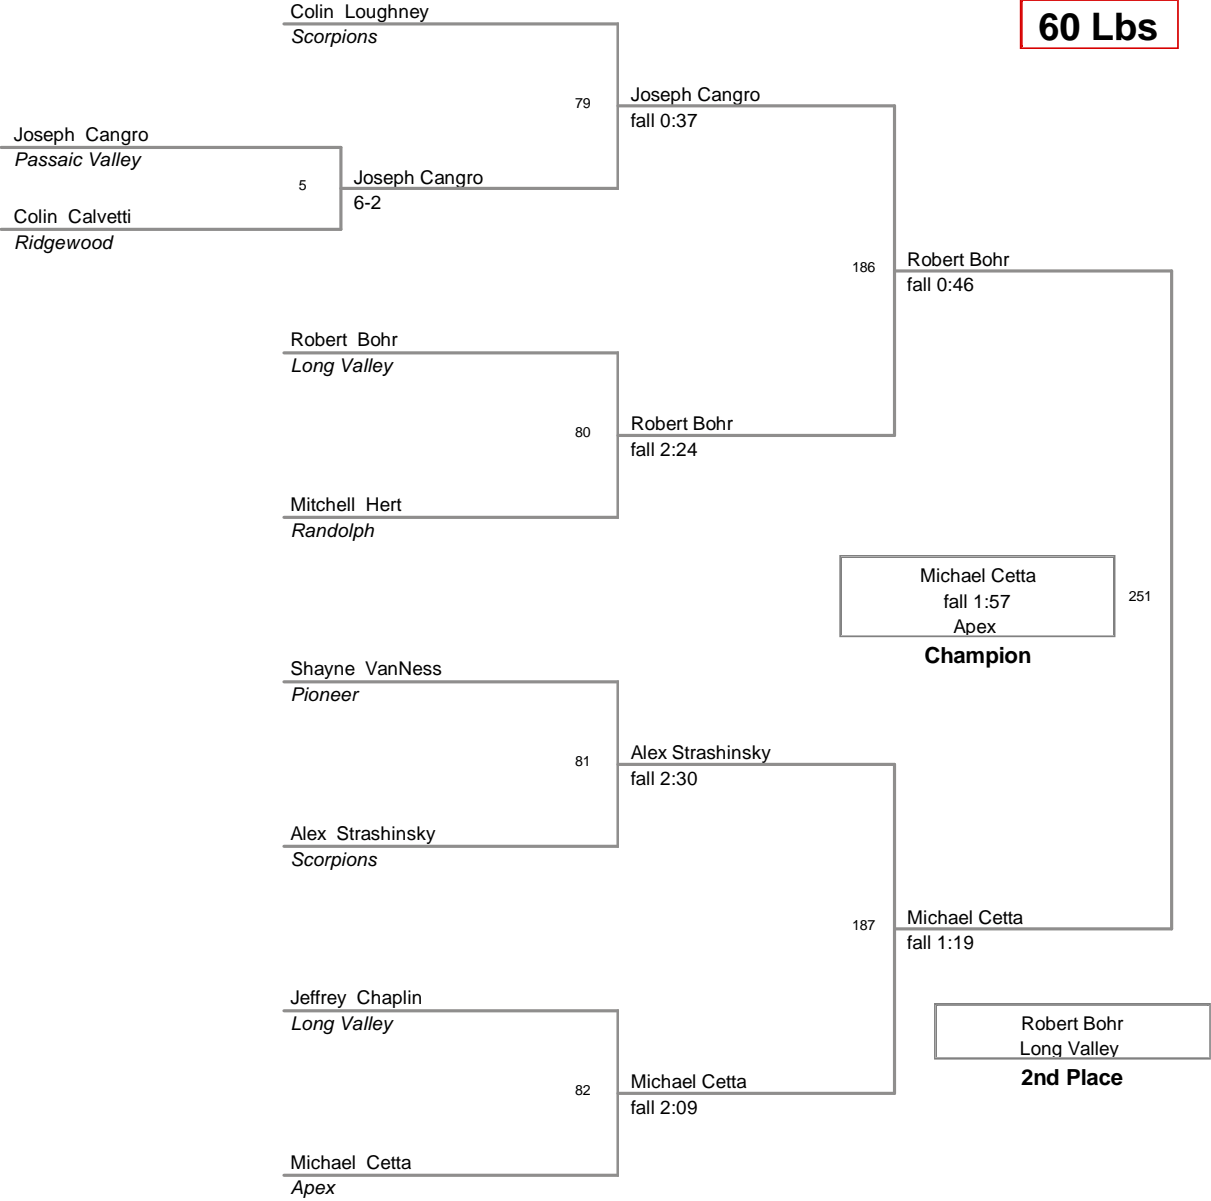 Colin Loughney
Scorpions
60 Lbs
79
Joseph Cangro
fall 0:37
Joseph Cangro
Passaic Valley
5
Joseph Cangro
6-2
Colin Calvetti
Ridgewood
186
Robert Bohr
fall 0:46
Robert Bohr
Long Valley
80
Robert Bohr
fall 2:24
Mitchell Hert
Randolph
Michael Cetta
fall 1:57
Apex
251
Champion
Shayne VanNess
Pioneer
81
Alex Strashinsky
fall 2:30
Alex Strashinsky
Scorpions
187
Michael Cetta
fall 1:19
Jeffrey Chaplin
Long Valley
Robert Bohr
Long Valley
2nd Place
82
Michael Cetta
fall 2:09
Michael Cetta
Apex